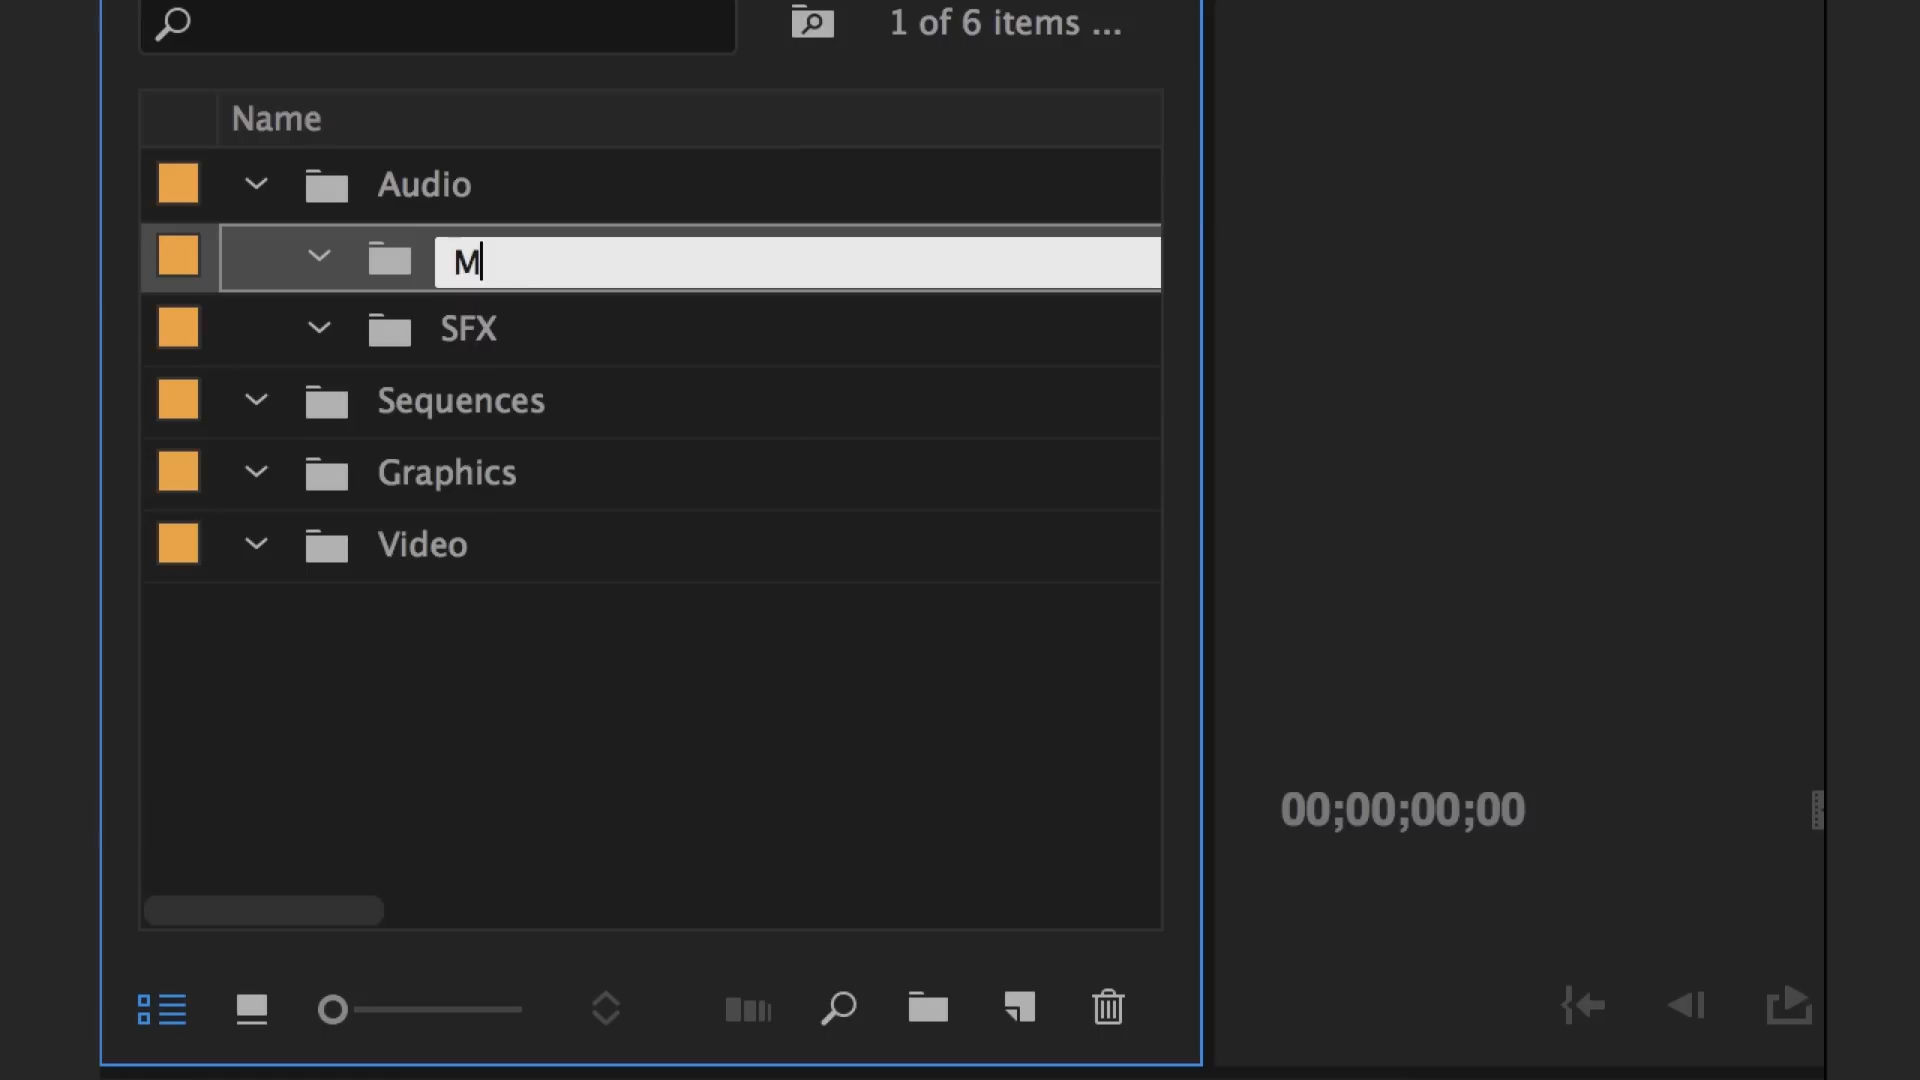 1 of 6 items ...
Name
Audio
M
SFX
Sequences
Graphics
Video
00;00;00;00